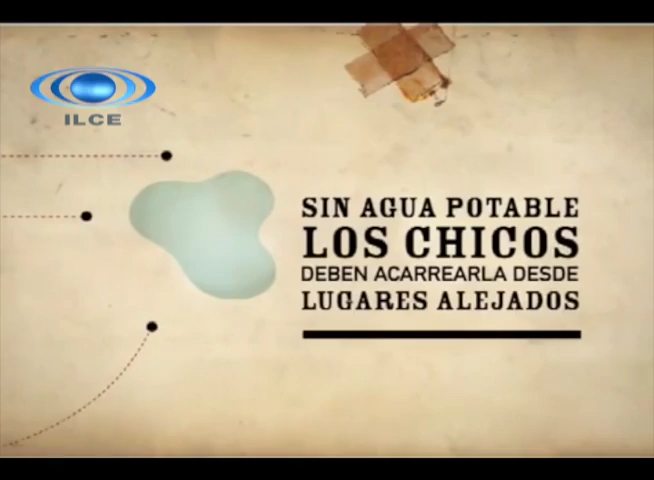 ILCE
SIN AGUA POTABLE
LOS CHICOS
DEBEN ACARREARLA DESDE
LUGARES ALEJADOS